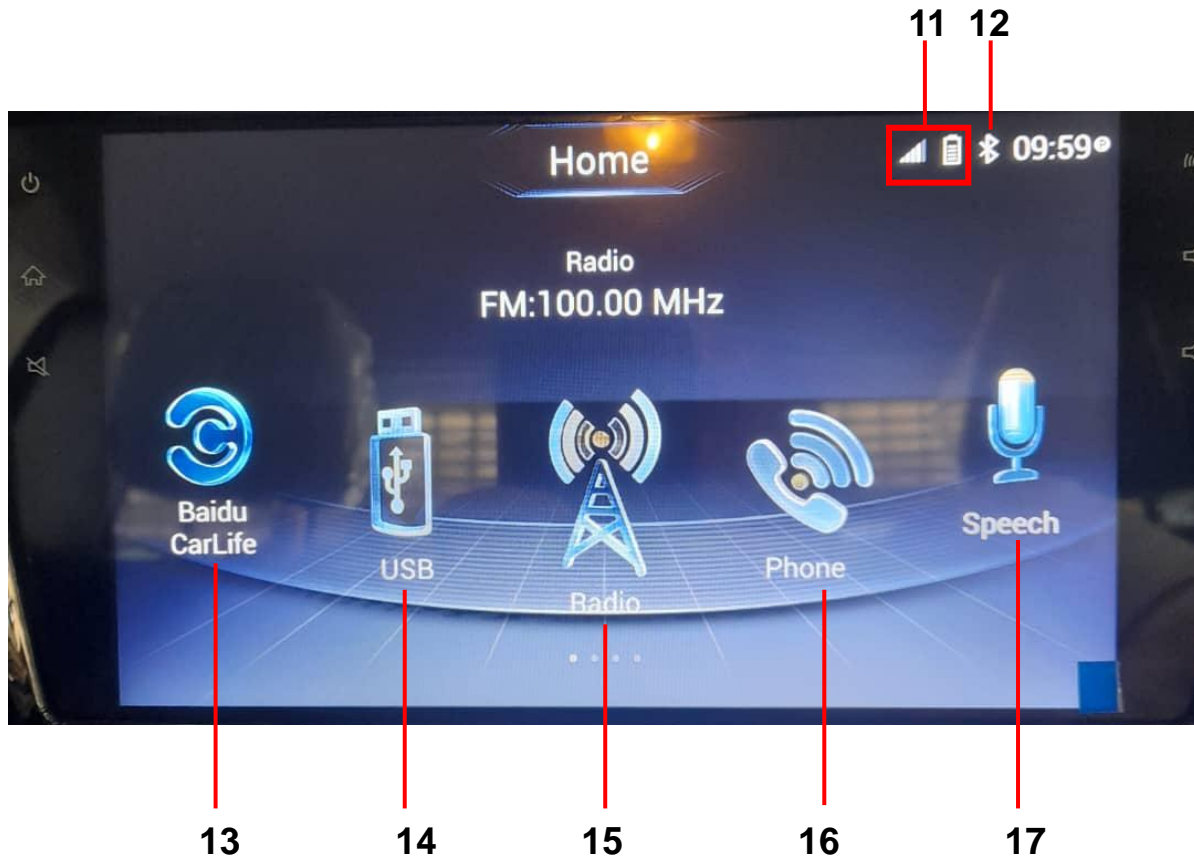 11 12
Home
09:59
Radio
FM:100.00 MHz
Baidu
CarLife
USB
Radio
Phone
Speech
13 14 15 16 17